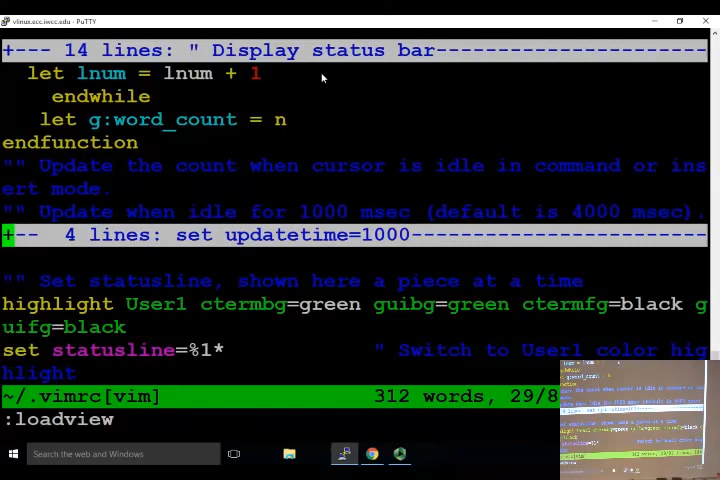 vlinux.ecc.iwcc.edu - PuTTY
+--- 14 lines: " Display status bar---------------------------------
let lnum = lnum + 1
endwhile
let g:word_count = n
endfunction
"" Update the count when cursor is idle in command or ins
ert mode.
"" Update when idle for 1000 msec (default is 4000 msec).
+--  4 lines: set updatetime=1000------------------------------------
"" Set statusline, shown here a piece at a time
highlight User1 ctermbg=green guibg=green ctermfg=black g
uifg=black
set statusline=%1* " Switch to User1 color hig
hlight
~/.vimrc[vim] 312 words, 29/8
:loadview
Search the web and Windows